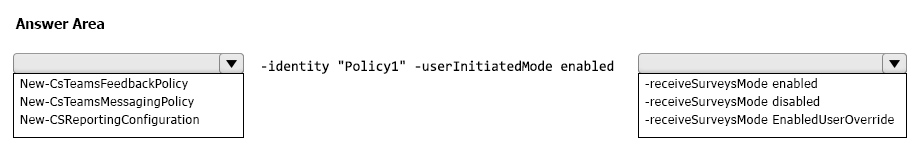 Answer Area
-identity "Policy1" -userInitiatedMode enabled
New-CsTeamsFeedbackPolicy
New-CsTeamsMessagingPolicy
New-CSReportingConfiguration
-receiveSurveysMode enabled
-receiveSurveysMode disabled
-receiveSurveysMode EnabledUserOverride